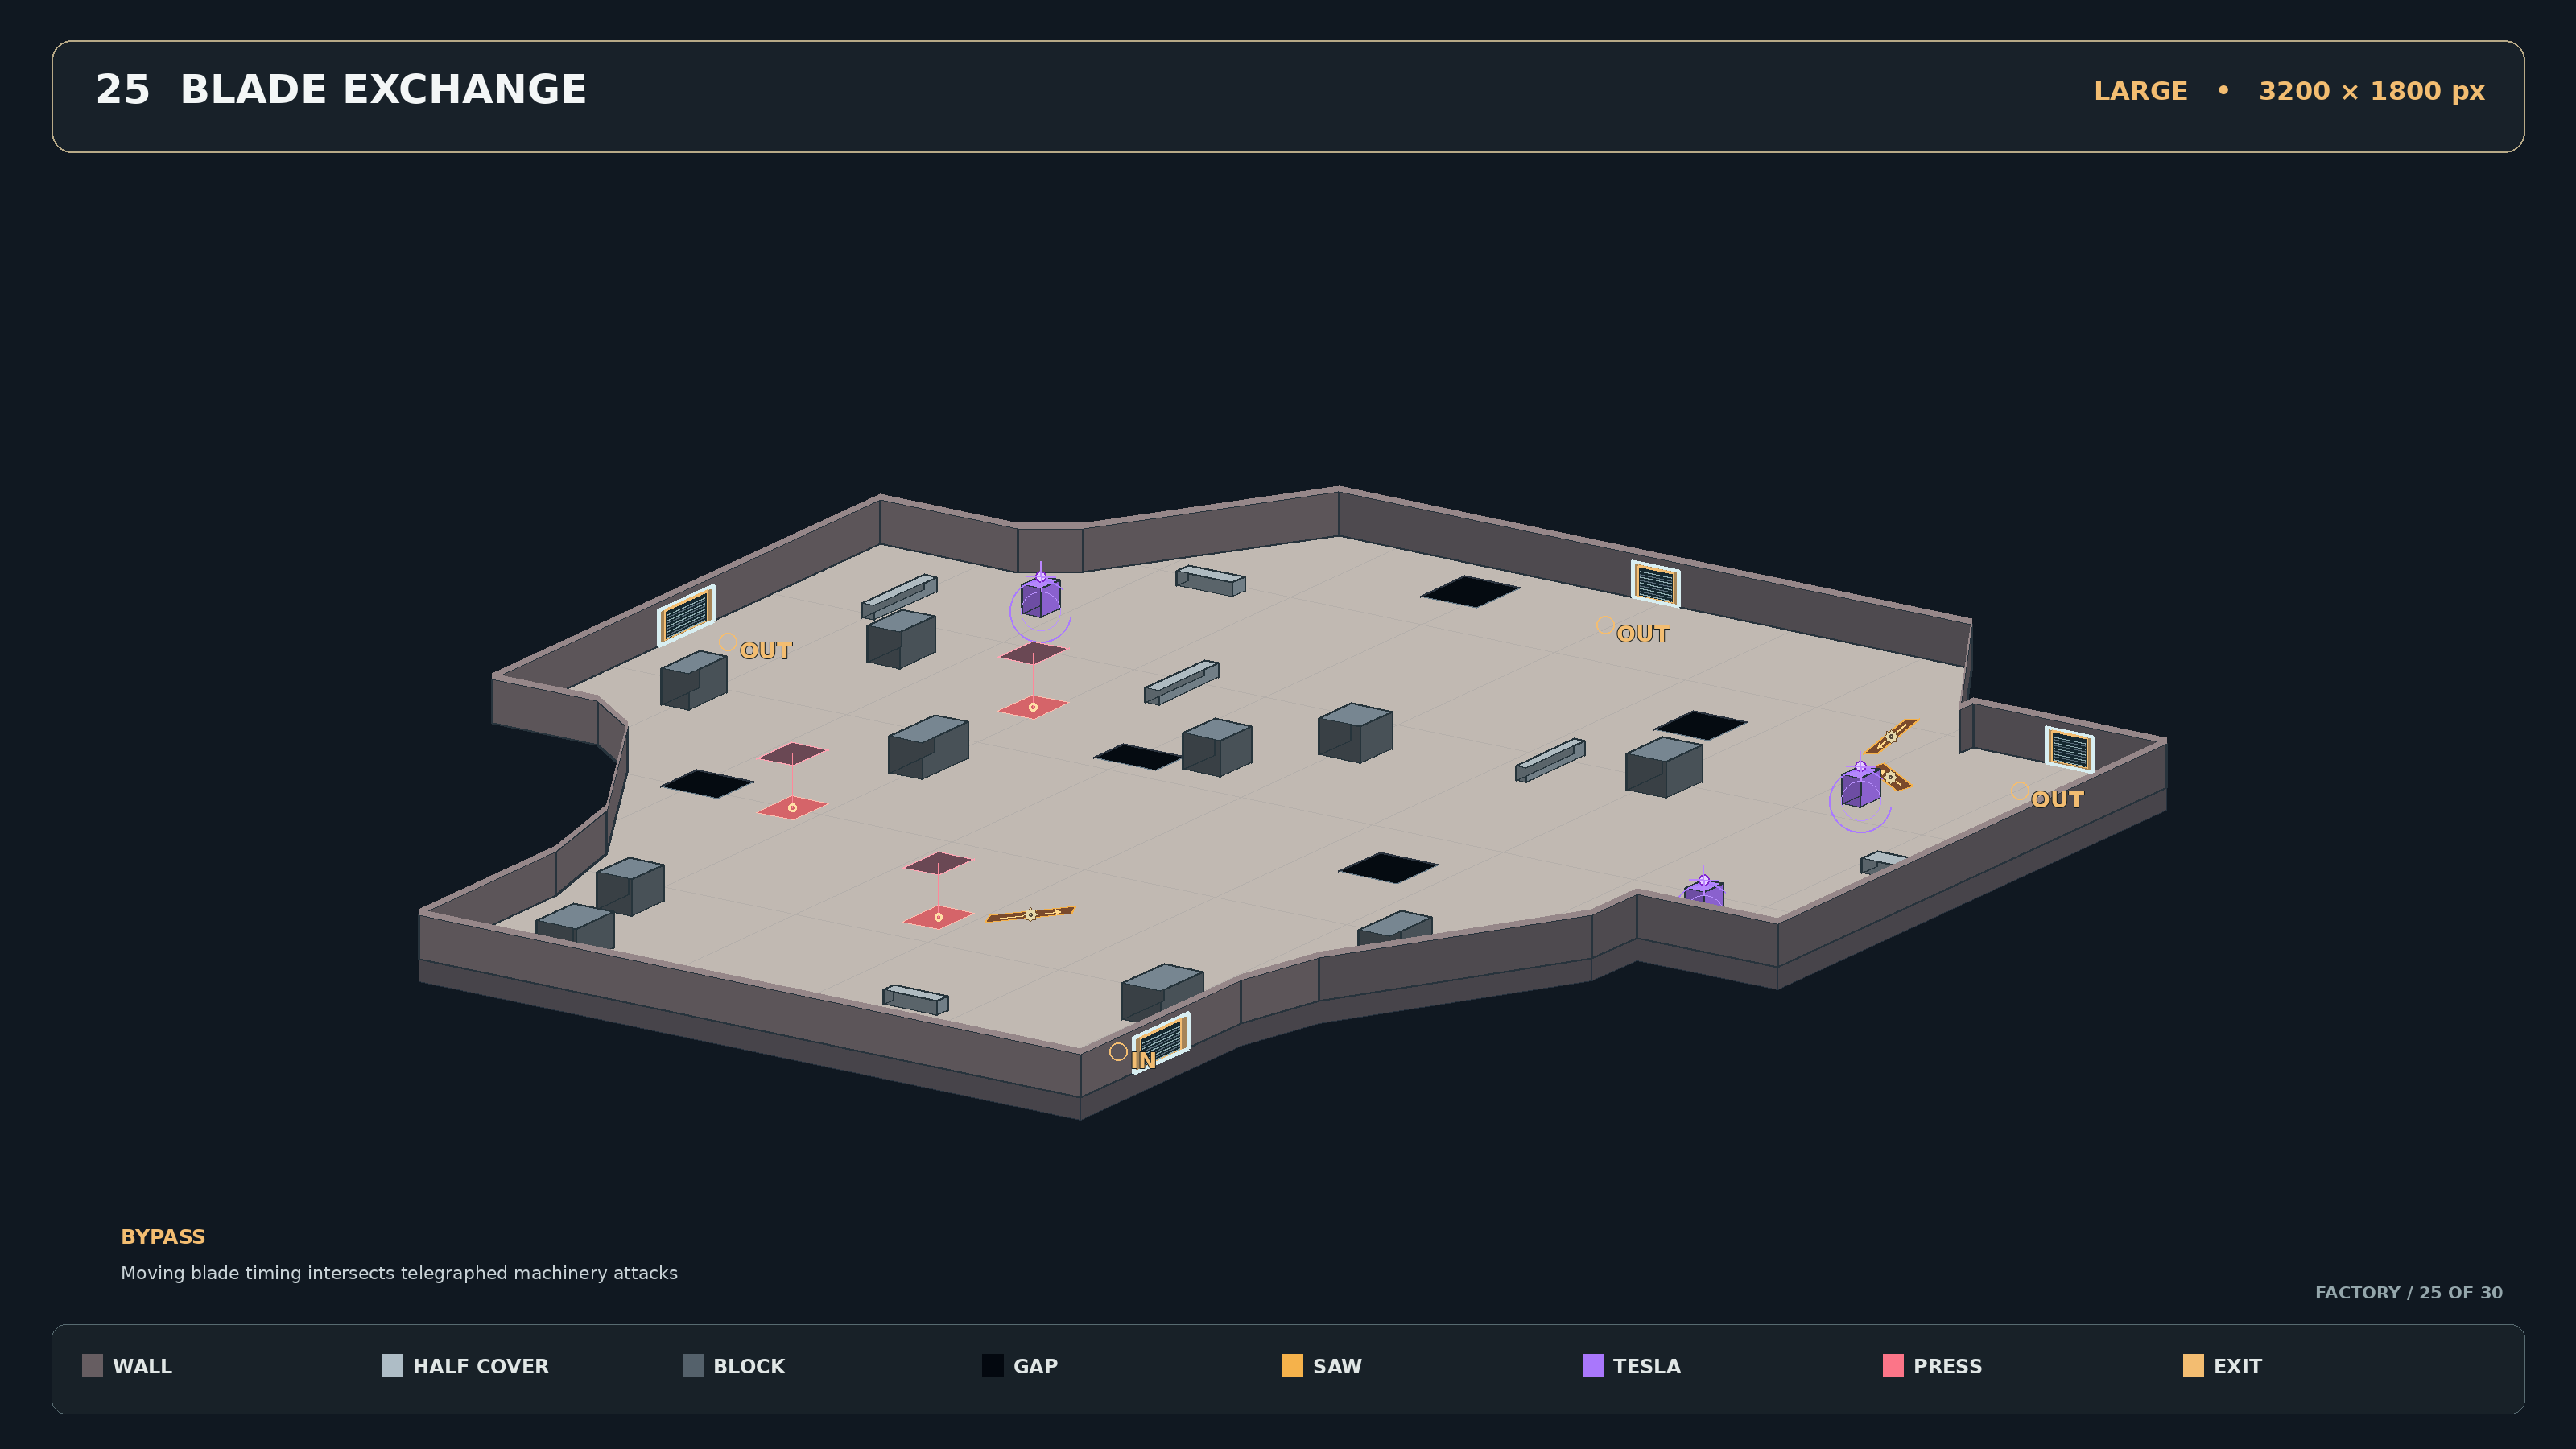 25 BLADE EXCHANGE
LARGE • 3200 × 1800 px
OUT
OUT
OUT
IN
BYPASS
Moving blade timing intersects telegraphed machinery attacks
FACTORY / 25 OF 30
WALL
HALF COVER
BLOCK
GAP
SAW
TESLA
PRESS
EXIT